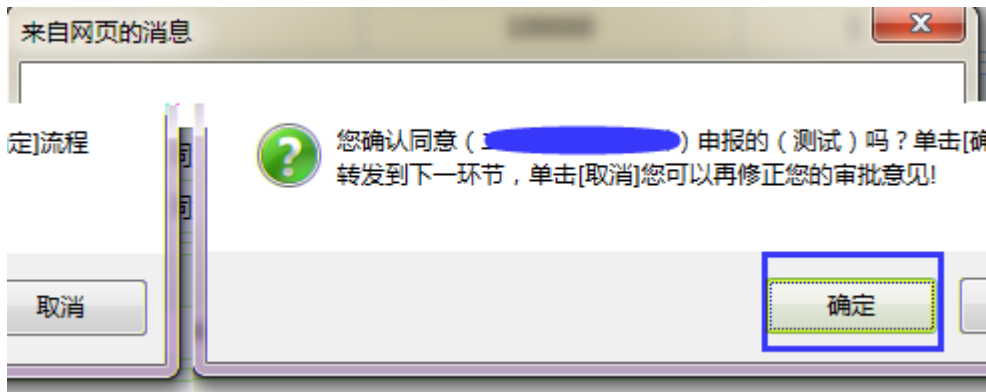 来自网页的消息
定]流程
您确认同意(
)申报的(测试)吗?单击[确
转发到下一环节,单击[取消]您可以再修正您的审批意见!
取消
确定